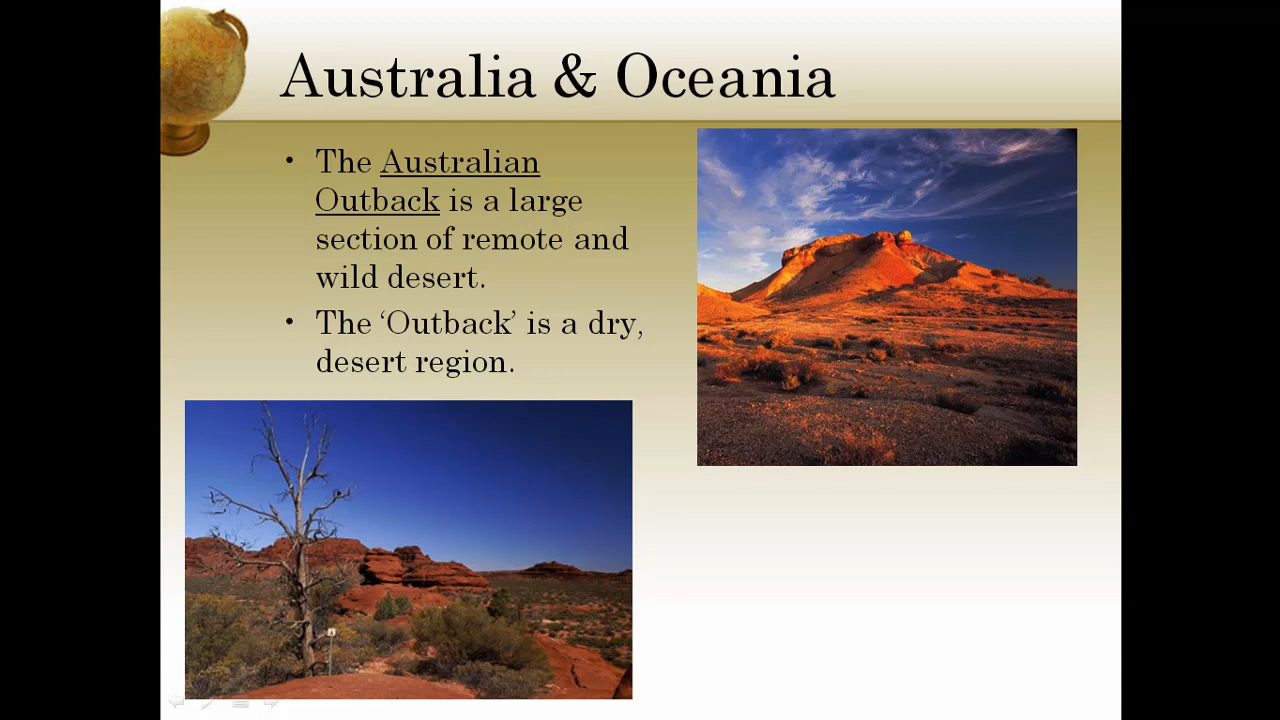 Australia & Oceania
• The Australian
Outback is a large
section of remote and
wild desert.
• The ‘Outback’ is a dry,
desert region.